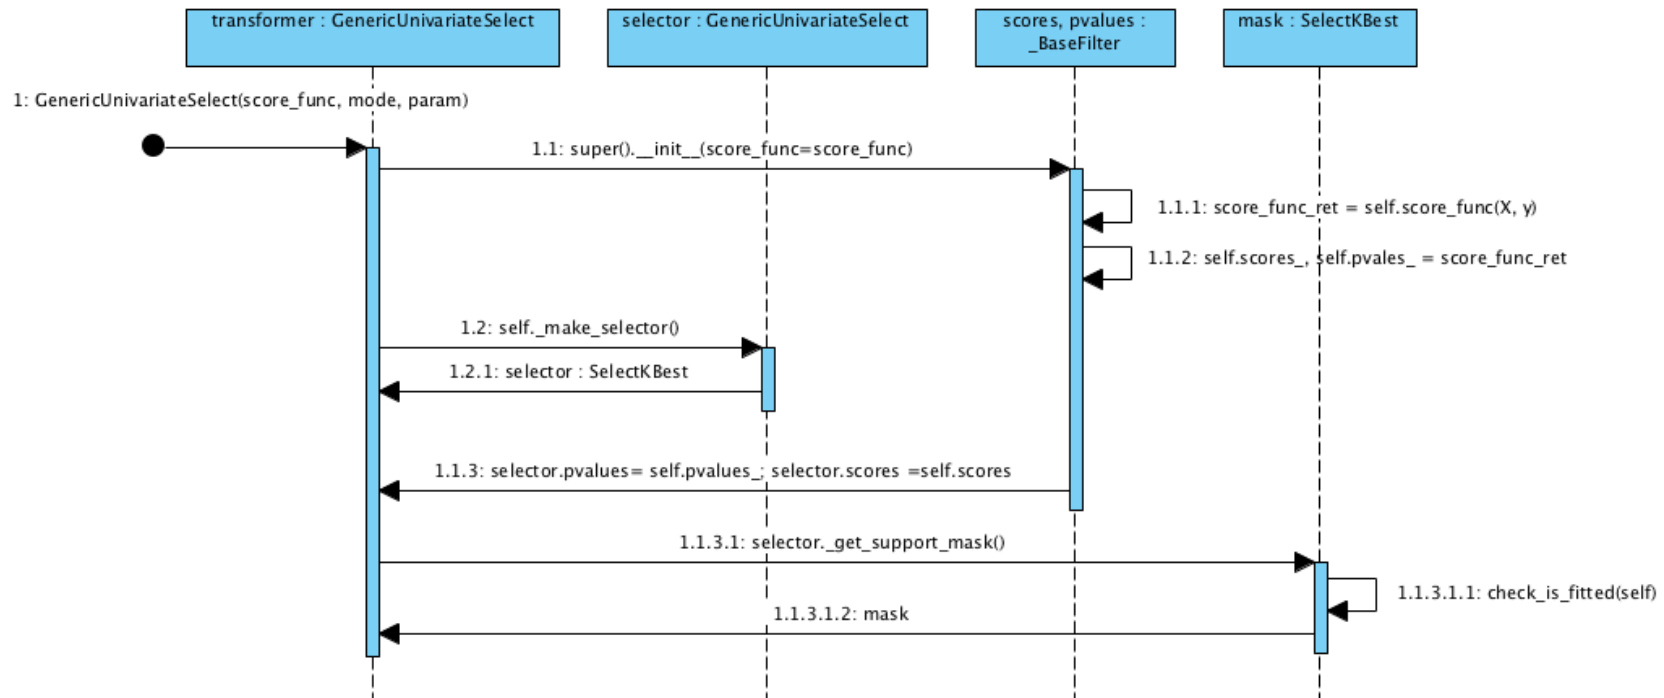 transformer : GenericUnivariateSelect
selector : GenericUnivariateSelect
scores, pvalues :
_BaseFilter
mask : SelectKBest
1: GenericUnivariateSelect(score_func, mode, param)
1.1: super().__init__(score_func=score_func)
1.1.1: score_func_ret = self.score_func(X, y)
1.1.2: self.scores_, self.pvales_ = score_func_ret
1.2: self._make_selector()
1.2.1: selector : SelectKBest
1.1.3: selector.pvalues= self.pvalues_; selector.scores =self.scores
1.1.3.1: selector._get_support_mask()
1.1.3.1.1: check_is_fitted(self)
1.1.3.1.2: mask